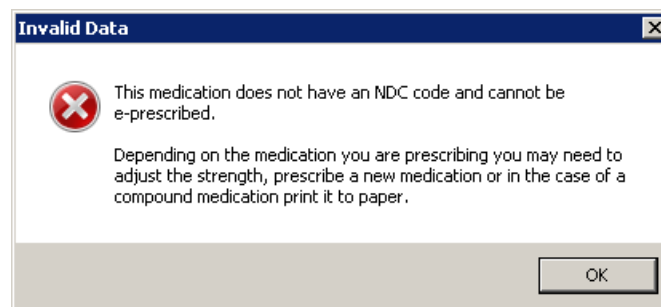 Invalid Data
This medication does not have an NDC code and cannot be
e-prescribed.
Depending on the medication you are prescribing you may need to
adjust the strength, prescribe a new medication or in the case of a
compound medication print it to paper.
OK